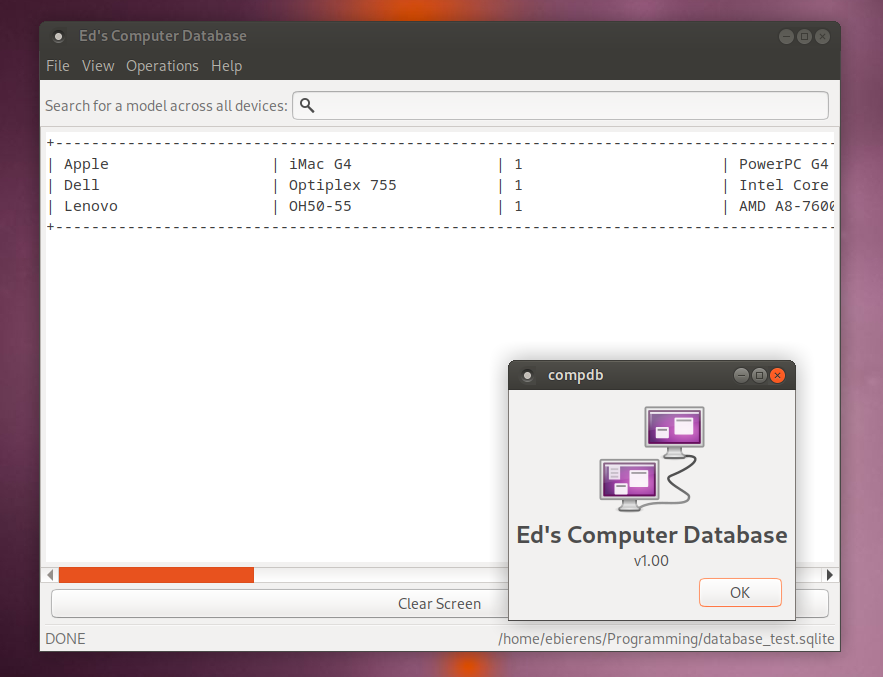 Ed's Computer Database
File View Operations Help
Search for a model across all devices:
+---------------------------------------------------------------------------------------
| Apple | iMac G4 | 1 | PowerPC G4
| Dell | Optiplex 755 | 1 | Intel Core
| Lenovo | OH50-55 | 1 | AMD A8-7600
+---------------------------------------------------------------------------------------
compdb
Ed's Computer Database
v1.00
OK
Clear Screen
DONE /home/ebierens/Programming/database_test.sqlite